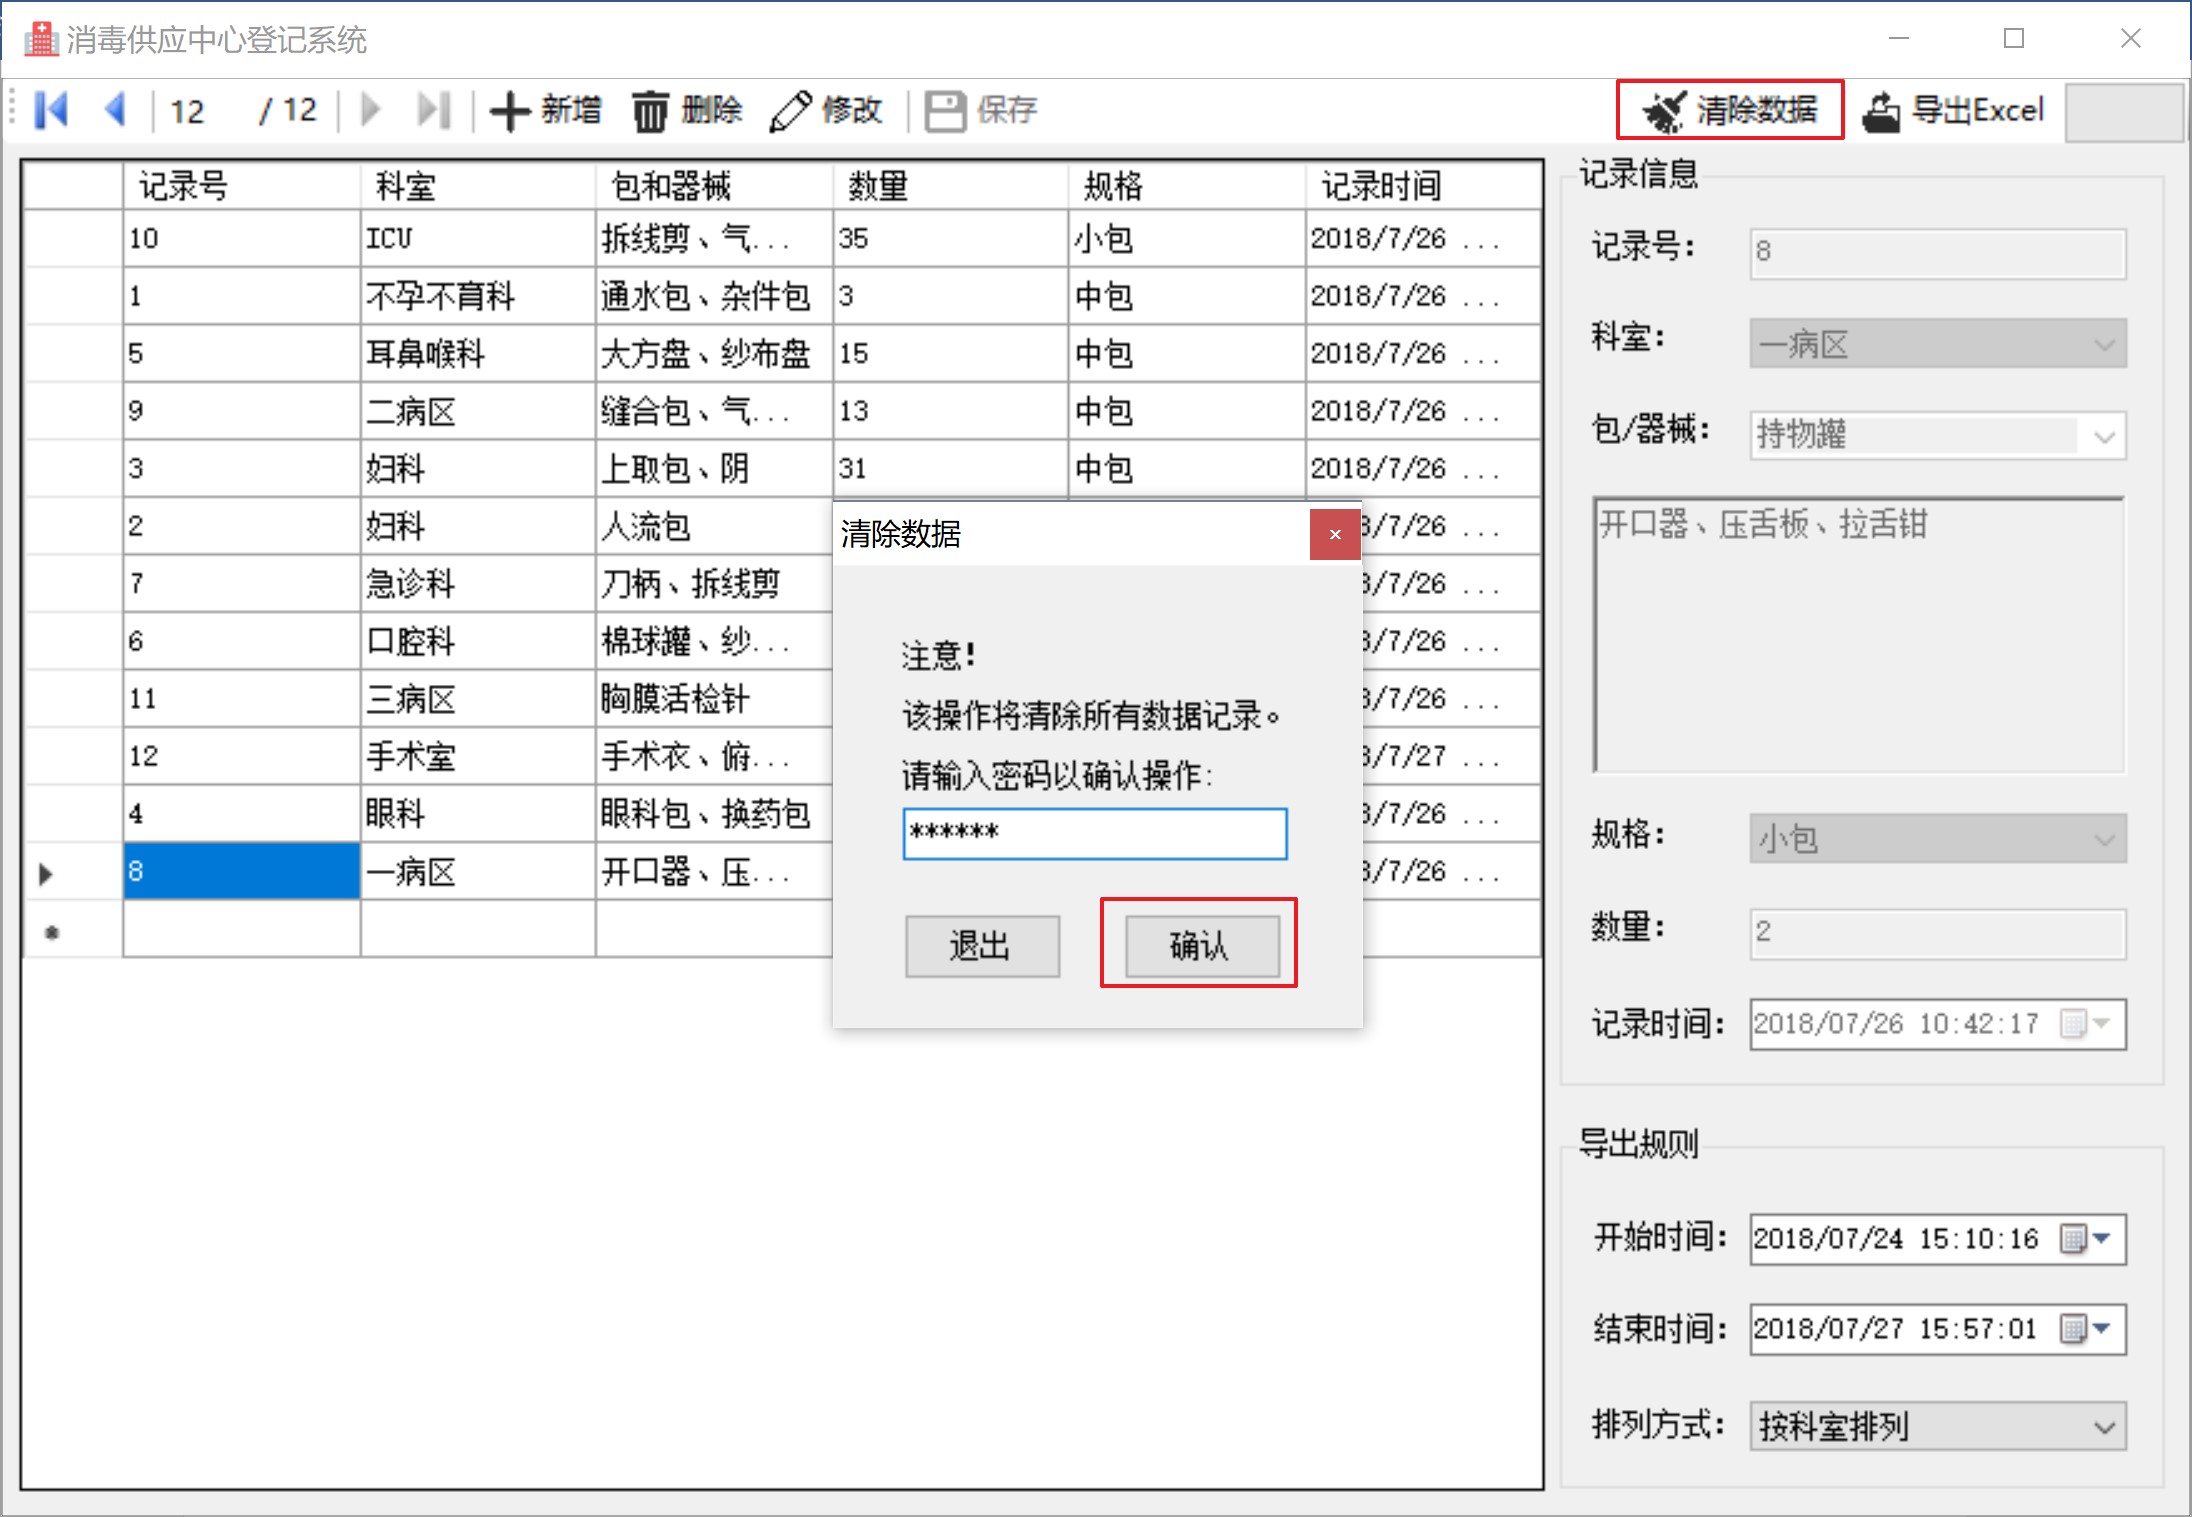 消毒供应中心登记系统
12 / 12 新增 删除 修改 保存 清除数据 导出Excel
记录号 科室 包和器械 数量 规格 记录时间
10 ICU 拆线剪、气... 35 小包 2018/7/26 ...
1 不孕不育科 通水包、杂件包 3 中包 2018/7/26 ...
5 耳鼻喉科 大方盘、纱布盘 15 中包 2018/7/26 ...
9 二病区 缝合包、气... 13 中包 2018/7/26 ...
3 妇科 上取包、阴 31 中包 2018/7/26 ...
2 妇科 人流包 8/7/26 ...
7 急诊科 刀柄、拆线剪 8/7/26 ...
6 口腔科 棉球罐、纱... 8/7/26 ...
11 三病区 胸膜活检针 8/7/26 ...
12 手术室 手术衣、俯... 8/7/27 ...
4 眼科 眼科包、换药包 8/7/26 ...
8 一病区 开口器、压... 8/7/26 ...
清除数据
注意!
该操作将清除所有数据记录。
请输入密码以确认操作:
******
退出 确认
记录信息
记录号: 8
科室: 一病区
包/器械: 持物罐
开口器、压舌板、拉舌钳
规格: 小包
数量: 2
记录时间: 2018/07/26 10:42:17
导出规则
开始时间: 2018/07/24 15:10:16
结束时间: 2018/07/27 15:57:01
排列方式: 按科室排列